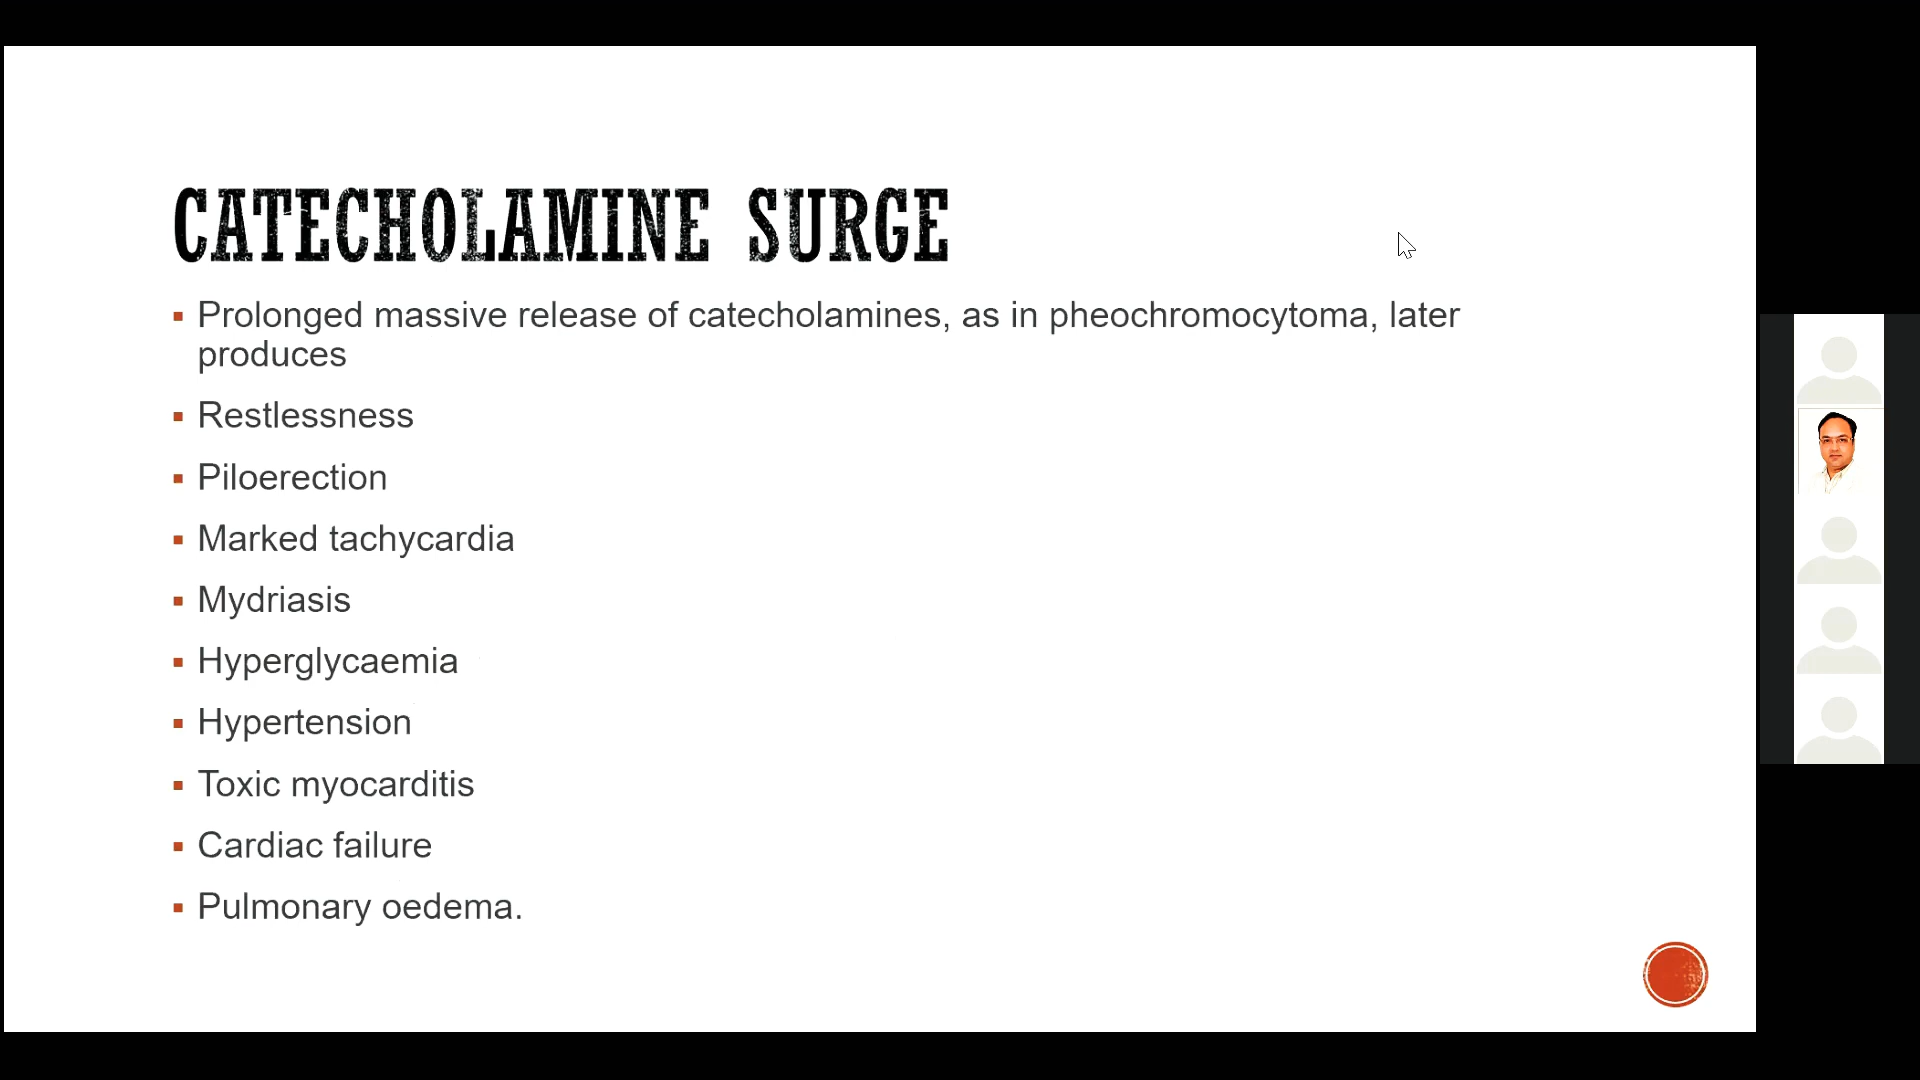 CATECHOLAMINE SURGE
▪ Prolonged massive release of catecholamines, as in pheochromocytoma, later
produces
▪ Restlessness
▪ Piloerection
▪ Marked tachycardia
▪ Mydriasis
▪ Hyperglycaemia
▪ Hypertension
▪ Toxic myocarditis
▪ Cardiac failure
▪ Pulmonary oedema.